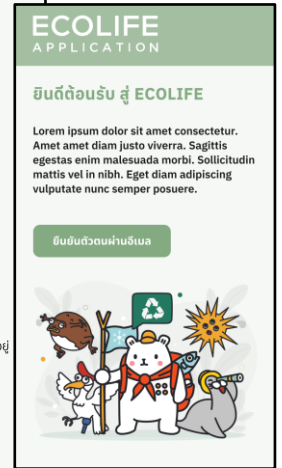 ECOLIFE
APPLICATION
ยินดีต้อนรับ สู่ ECOLIFE
Lorem ipsum dolor sit amet consectetur.
Amet amet diam justo viverra. Sagittis
egestas enim malesuada morbi. Sollicitudin
mattis vel in nibh. Eget diam adipiscing
vulputate nunc semper posuere.
ยืนยันตัวตนผ่านอีเมล
อยู่